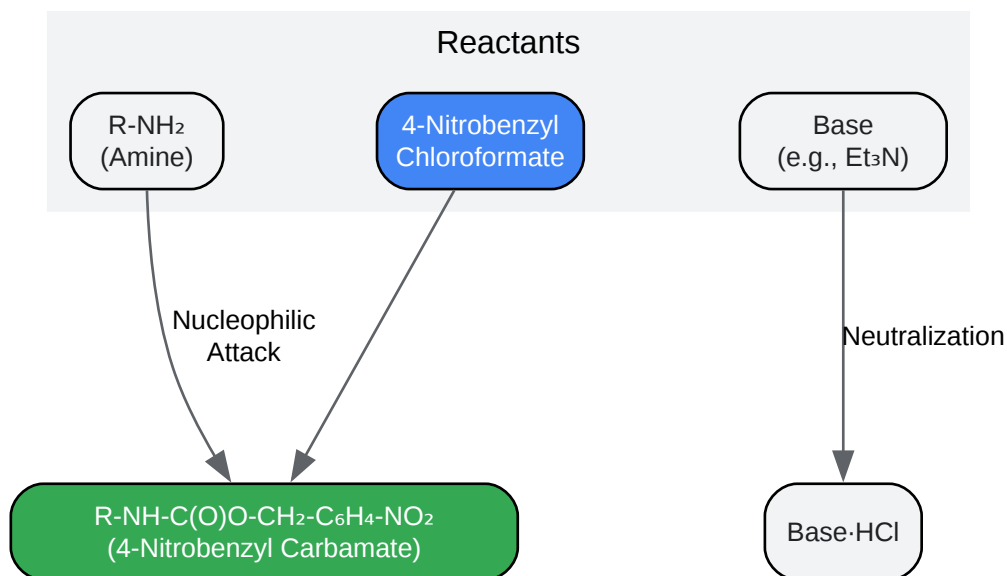 Reactants
R-NH₂
(Amine)
4-Nitrobenzyl
Chloroformate
Base
(e.g., Et₃N)
Nucleophilic
Attack
Neutralization
R-NH-C(O)O-CH₂-C₆H₄-NO₂
(4-Nitrobenzyl Carbamate)
Base·HCl